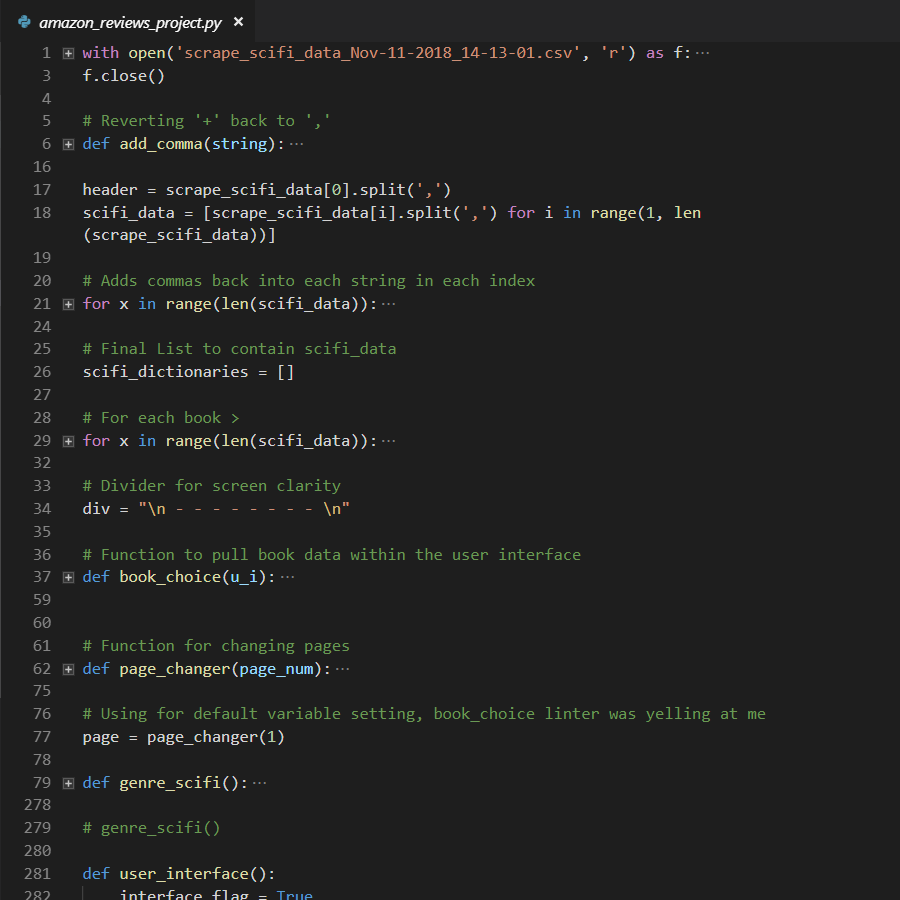 amazon_reviews_project.py ×
1 with open('scrape_scifi_data_Nov-11-2018_14-13-01.csv', 'r') as f:···
3 f.close()
4
5 # Reverting '+' back to ','
6 def add_comma(string):···
16
17 header = scrape_scifi_data[0].split(',')
18 scifi_data = [scrape_scifi_data[i].split(',') for i in range(1, len
(scrape_scifi_data))]
19
20 # Adds commas back into each string in each index
21 for x in range(len(scifi_data)):···
24
25 # Final List to contain scifi_data
26 scifi_dictionaries = []
27
28 # For each book >
29 for x in range(len(scifi_data)):···
32
33 # Divider for screen clarity
34 div = "\n - - - - - - - - \n"
35
36 # Function to pull book data within the user interface
37 def book_choice(u_i):···
59
60
61 # Function for changing pages
62 def page_changer(page_num):···
75
76 # Using for default variable setting, book_choice linter was yelling at me
77 page = page_changer(1)
78
79 def genre_scifi():···
278
279 # genre_scifi()
280
281 def user_interface():
282 interface_flag = True